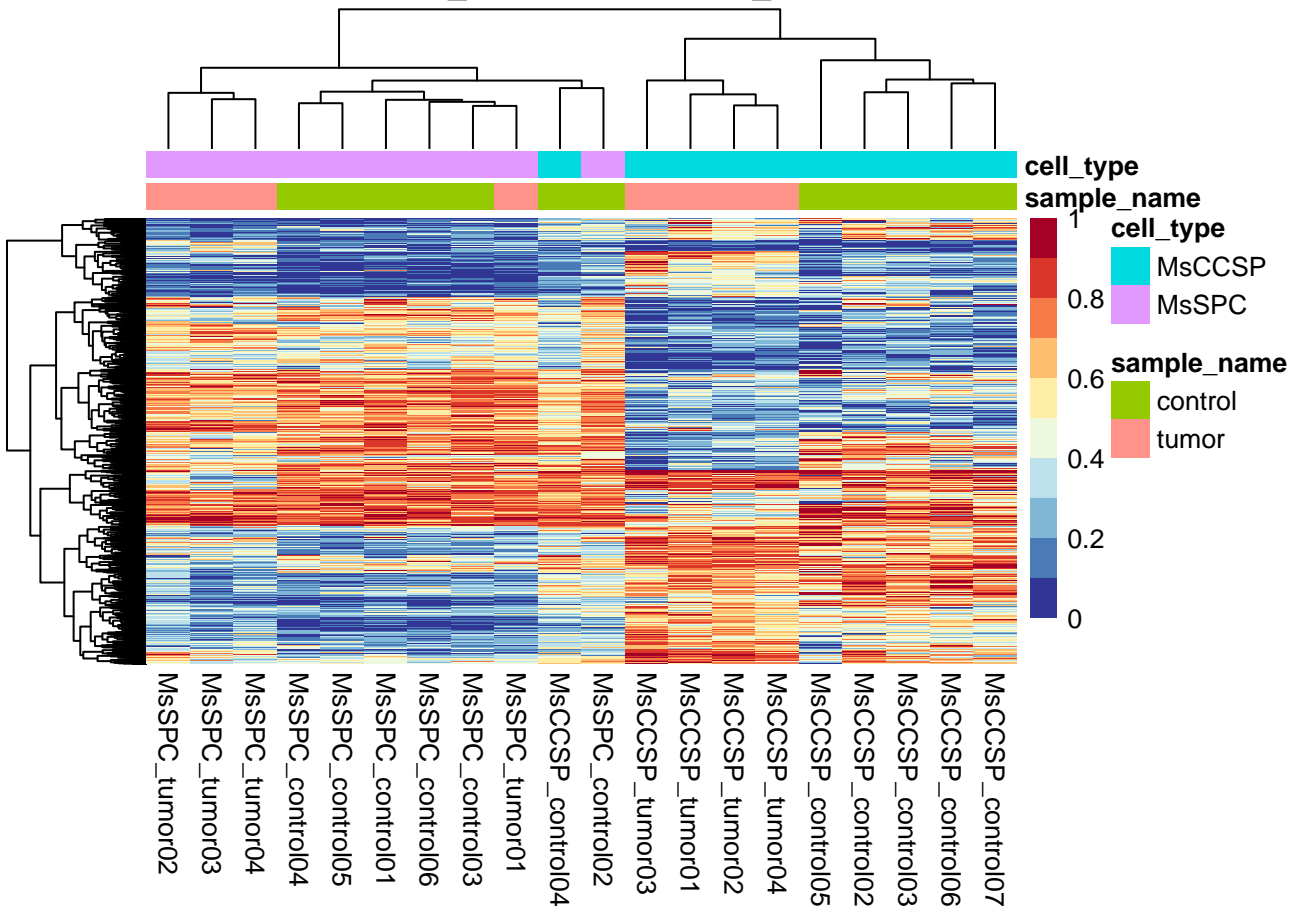 cell_type
sample_name
1
0.8
0.6
0.4
0.2
0
cell_type
MsCCSP
MsSPC
sample_name
control
tumor
MsSPC_tumor02
MsSPC_tumor03
MsSPC_tumor04
MsSPC_control04
MsSPC_control05
MsSPC_control01
MsSPC_control06
MsSPC_control03
MsSPC_tumor01
MsCCSP_control04
MsSPC_control02
MsCCSP_tumor03
MsCCSP_tumor01
MsCCSP_tumor02
MsCCSP_tumor04
MsCCSP_control05
MsCCSP_control02
MsCCSP_control03
MsCCSP_control06
MsCCSP_control07